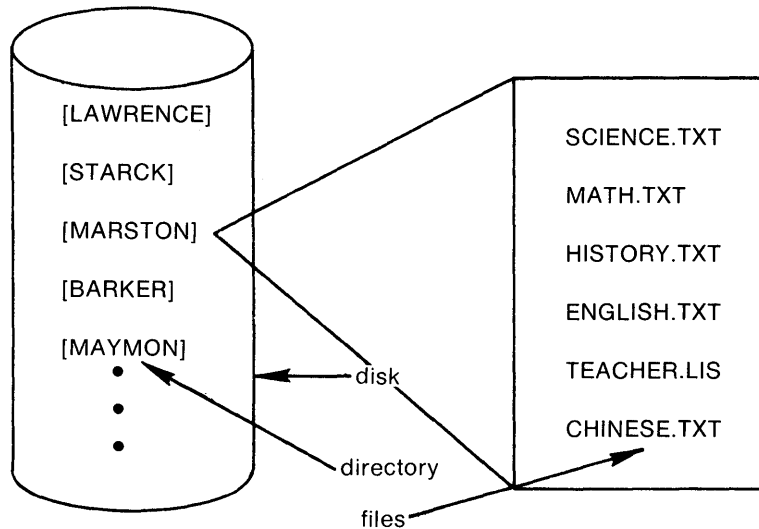 [LAWRENCE]
[STARCK]
[MARSTON]
[BARKER]
[MAYMON]
disk
directory
files
SCIENCE.TXT
MATH.TXT
HISTORY.TXT
ENGLISH.TXT
TEACHER.LIS
CHINESE.TXT